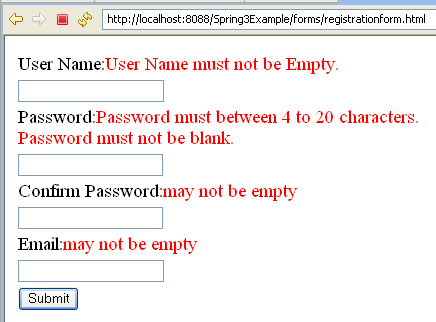 http://localhost:8088/Spring3Example/forms/registrationform.html
User Name:User Name must not be Empty.
Password:Password must between 4 to 20 characters.
Password must not be blank.
Confirm Password:may not be empty
Email:may not be empty
Submit